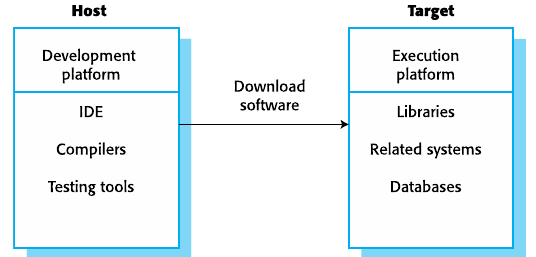 Host
Target
Development
platform
Execution
platform
IDE
Compilers
Testing tools
Download
software
Libraries
Related systems
Databases